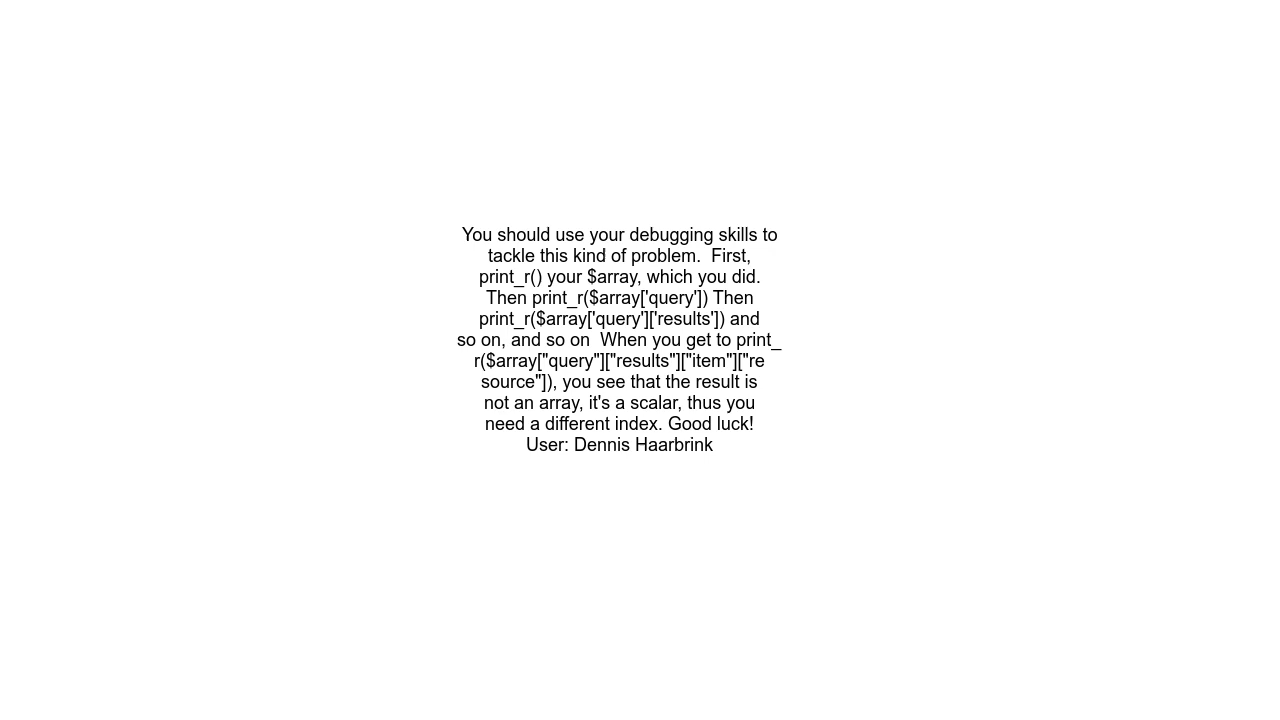 You should use your debugging skills to
tackle this kind of problem.  First,
print_r() your $array, which you did.
Then print_r($array['query']) Then
print_r($array['query']['results']) and
so on, and so on  When you get to print_
r($array["query"]["results"]["item"]["re
source"]), you see that the result is
not an array, it's a scalar, thus you
need a different index. Good luck!
User: Dennis Haarbrink